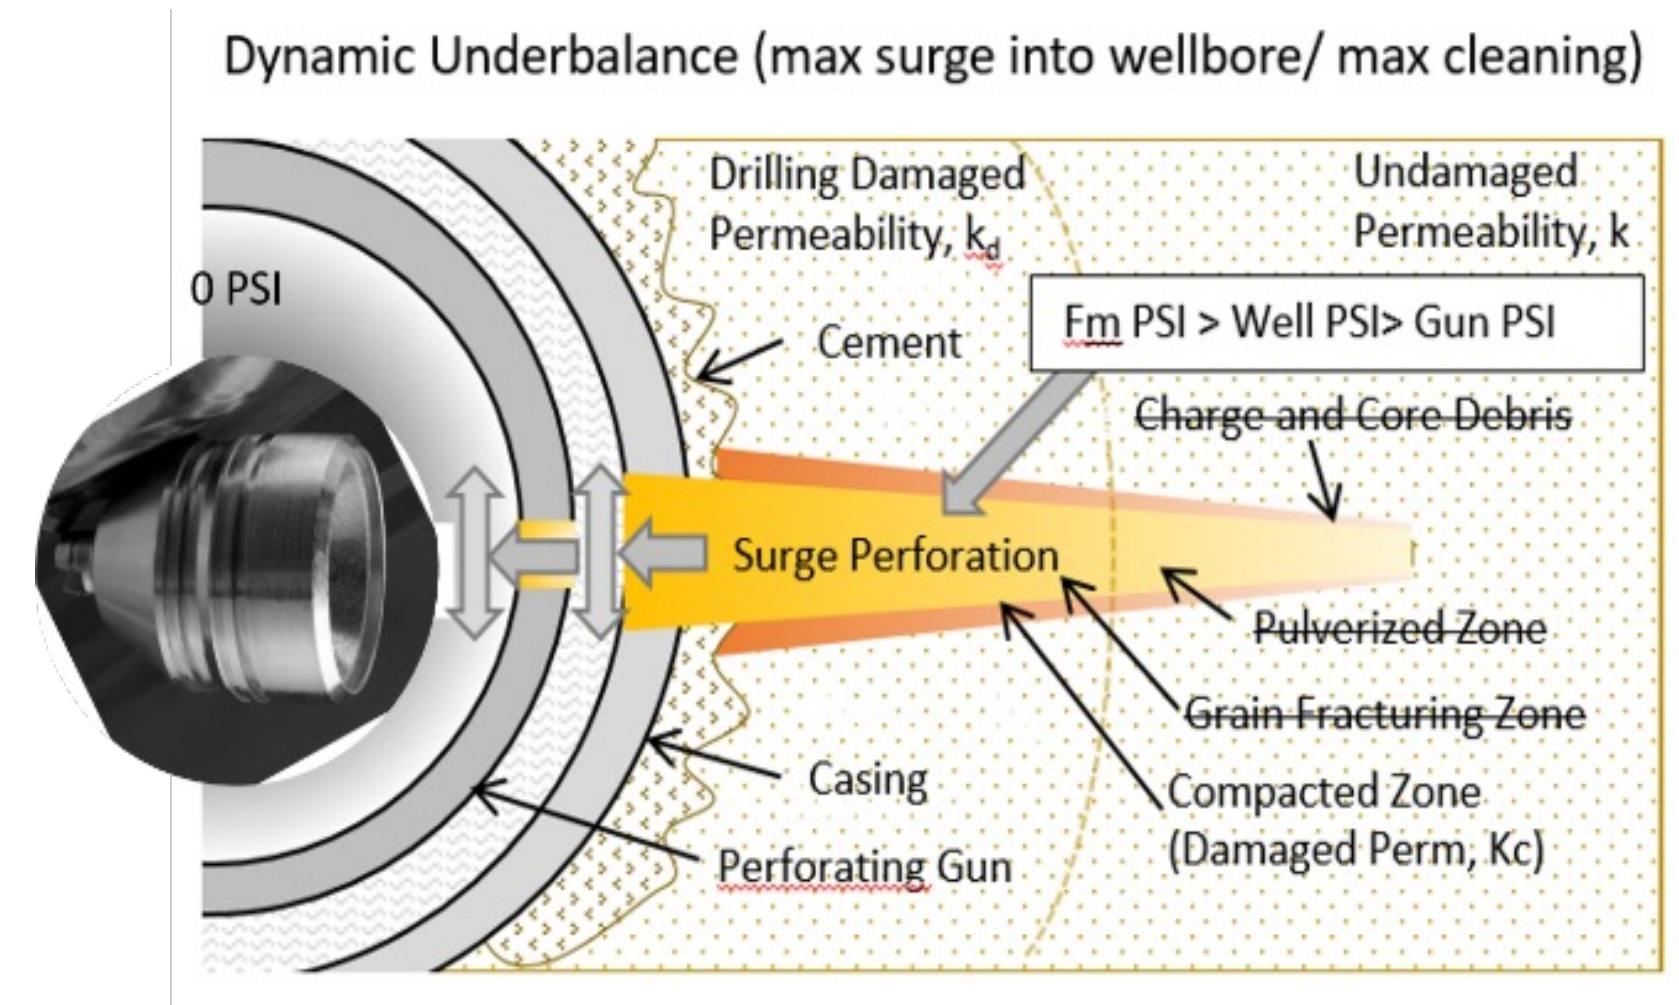 Dynamic Underbalance (max surge into wellbore/ max cleaning)
Drilling Damaged
Permeability, kd
Undamaged
Permeability, k
0 PSI
Fm PSI > Well PSI> Gun PSI
Cement
Charge and Core Debris
Surge Perforation
Pulverized Zone
Grain Fracturing Zone
Casing
Compacted Zone
(Damaged Perm, Kc)
Perforating Gun